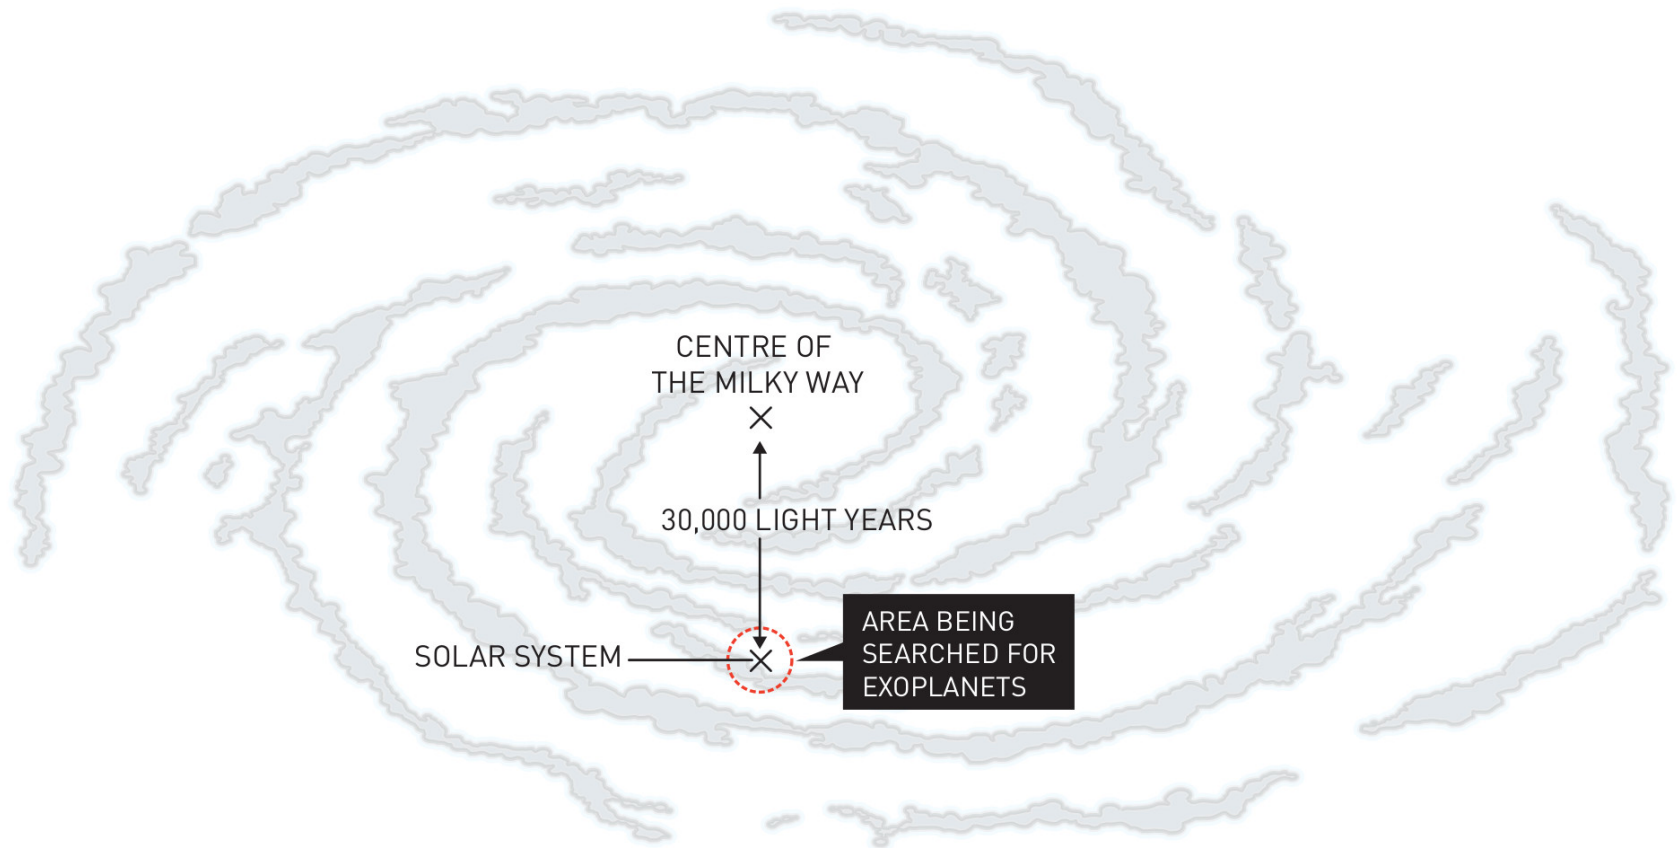 CENTRE OF
THE MILKY WAY
30,000 LIGHT YEARS
SOLAR SYSTEM
AREA BEING
SEARCHED FOR
EXOPLANETS